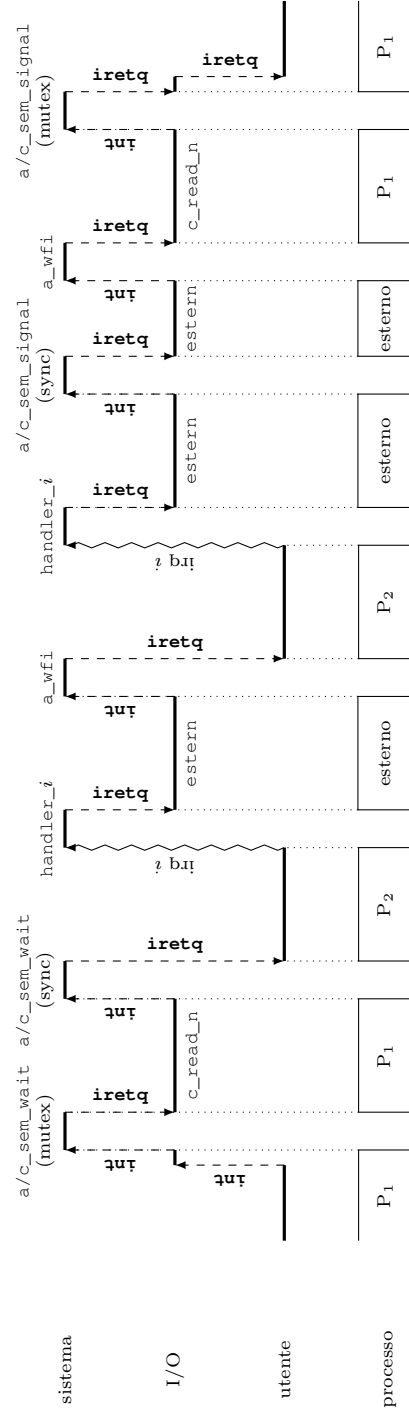 a/c_sem_wait
(mutex)
a/c_sem_wait
(sync)
handler_i
a_wfi
handler_i
a/c_sem_signal
(sync)
a_wfi
a/c_sem_signal
(mutex)
sistema
int
iretq
int
iretq
irq i
iretq
int
iretq
irq i
iretq
int
iretq
int
iretq
int
iretq
I/O
int
c_read_n
estern
estern
estern
c_read_n
iretq
utente
processo
P1
P1
P2
esterno
P2
esterno
esterno
P1
P1